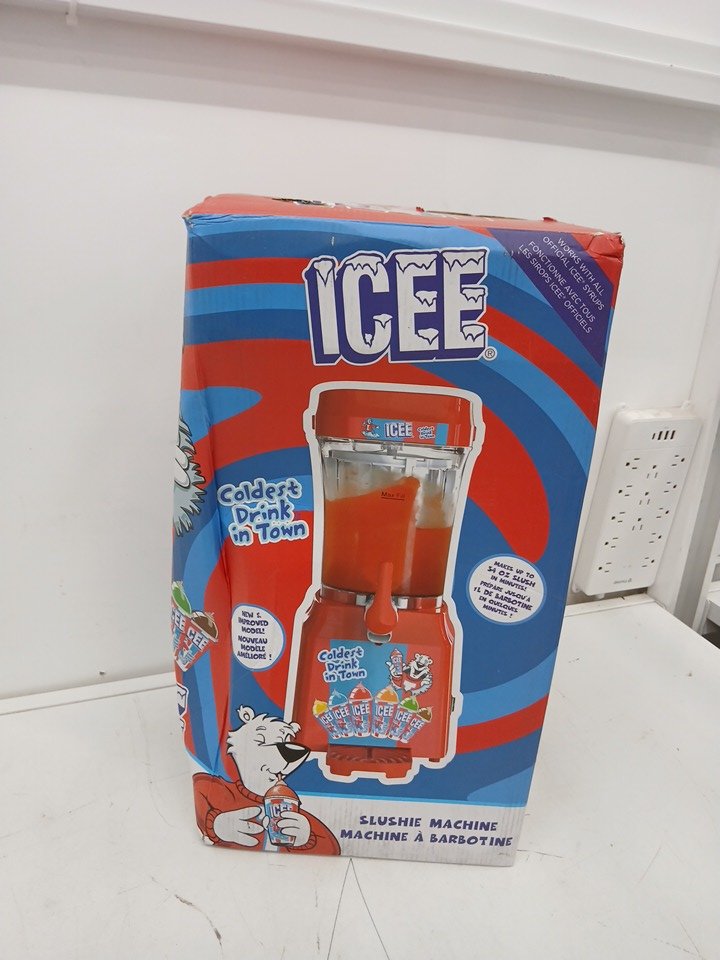 WORKS WITH ALL
OFFICIAL ICEE® SYRUPS
FONCTIONNE AVEC TOUS
LES SIROPS ICEE® OFFICIELS
ICEE®
ICEE
Max Fill
Coldest
Drink
in Town
MAKES UP TO
34 OZ SLUSH
IN MINUTES!
PRÉPARE JUSQU'À
1L DE BARBOTINE
EN QUELQUES
MINUTES !
NEW &
IMPROVED
MODEL!
NOUVEAU
MODÈLE
AMÉLIORÉ !
Coldest
Drink
in Town
ICEE ICEE ICEE ICEE ICEE ICEE
ICEE
SLUSHIE MACHINE
MACHINE À BARBOTINE